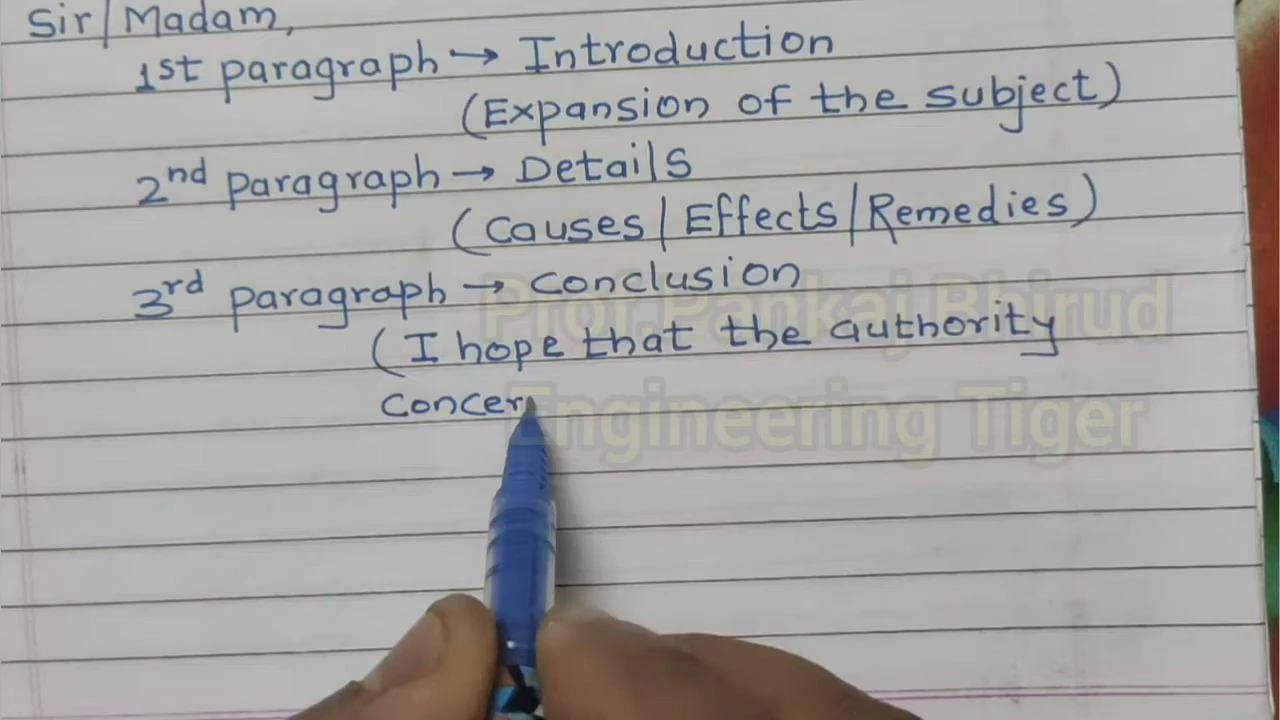 Sir/Madam,
1st paragraph → Introduction
(Expansion of the subject)
2nd paragraph → Details
(Causes/Effects/Remedies)
3rd paragraph → Conclusion
(I hope that the authority
concer
Prof.Pankaj Bhirud
Engineering Tiger